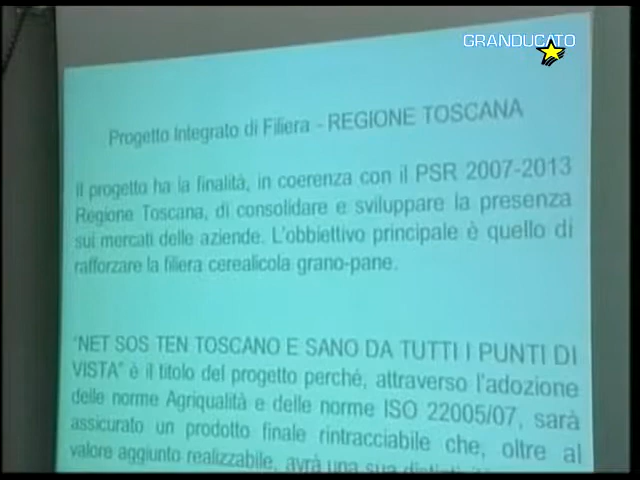 GRANDUCATO
Progetto Integrato di Filiera - REGIONE TOSCANA
Il progetto ha la finalità, in coerenza con il PSR 2007-2013
Regione Toscana, di consolidare e sviluppare la presenza
sui mercati delle aziende. L'obbiettivo principale è quello di
rafforzare la filiera cerealicola grano-pane.
"NET SOS TEN TOSCANO E SANO DA TUTTI I PUNTI DI
VISTA" è il titolo del progetto perché, attraverso l'adozione
delle norme Agriqualità e delle norme ISO 22005/07, sarà
assicurato un prodotto finale rintracciabile che, oltre al
valore aggiunto realizzabile, avrà una sua